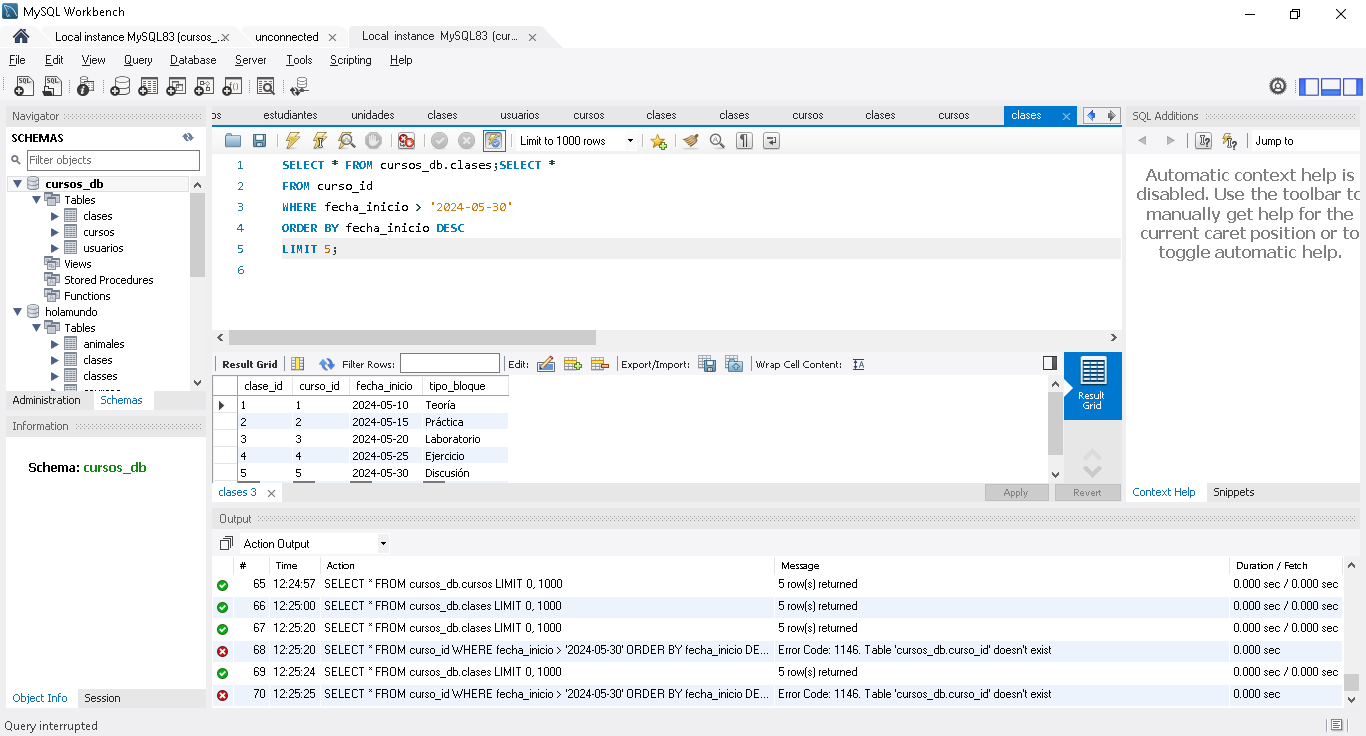 MySQL Workbench
Local instance MySQL83 (cursos_... unconnected Local instance MySQL83 (cur...
File Edit View Query Database Server Tools Scripting Help
Navigator
SCHEMAS
Filter objects
cursos_db
Tables
clases
cursos
usuarios
Views
Stored Procedures
Functions
holamundo
Tables
animales
clases
classes
Administration Schemas
Information
Schema: cursos_db
Object Info Session
Query interrupted
os estudiantes unidades clases usuarios cursos clases clases cursos clases cursos clases
Limit to 1000 rows
1 SELECT * FROM cursos_db.clases;SELECT *
2 FROM curso_id
3 WHERE fecha_inicio > '2024-05-30'
4 ORDER BY fecha_inicio DESC
5 LIMIT 5;
6
Result Grid Filter Rows: Edit: Export/Import: Wrap Cell Content:
clase_id curso_id fecha_inicio tipo_bloque
1 1 2024-05-10 Teoría
2 2 2024-05-15 Práctica
3 3 2024-05-20 Laboratorio
4 4 2024-05-25 Ejercicio
5 5 2024-05-30 Discusión
Result
Grid
clases 3 Apply Revert
SQL Additions
Jump to
Automatic context help is
disabled. Use the toolbar to
manually get help for the
current caret position or to
toggle automatic help.
Context Help Snippets
Output
Action Output
# Time Action Message Duration / Fetch
65 12:24:57 SELECT * FROM cursos_db.cursos LIMIT 0, 1000 5 row(s) returned 0.000 sec / 0.000 sec
66 12:25:00 SELECT * FROM cursos_db.clases LIMIT 0, 1000 5 row(s) returned 0.000 sec / 0.000 sec
67 12:25:20 SELECT * FROM cursos_db.clases LIMIT 0, 1000 5 row(s) returned 0.000 sec / 0.000 sec
68 12:25:20 SELECT * FROM curso_id WHERE fecha_inicio > '2024-05-30' ORDER BY fecha_inicio DE... Error Code: 1146. Table 'cursos_db.curso_id' doesn't exist 0.000 sec
69 12:25:24 SELECT * FROM cursos_db.clases LIMIT 0, 1000 5 row(s) returned 0.000 sec / 0.000 sec
70 12:25:25 SELECT * FROM curso_id WHERE fecha_inicio > '2024-05-30' ORDER BY fecha_inicio DE... Error Code: 1146. Table 'cursos_db.curso_id' doesn't exist 0.000 sec